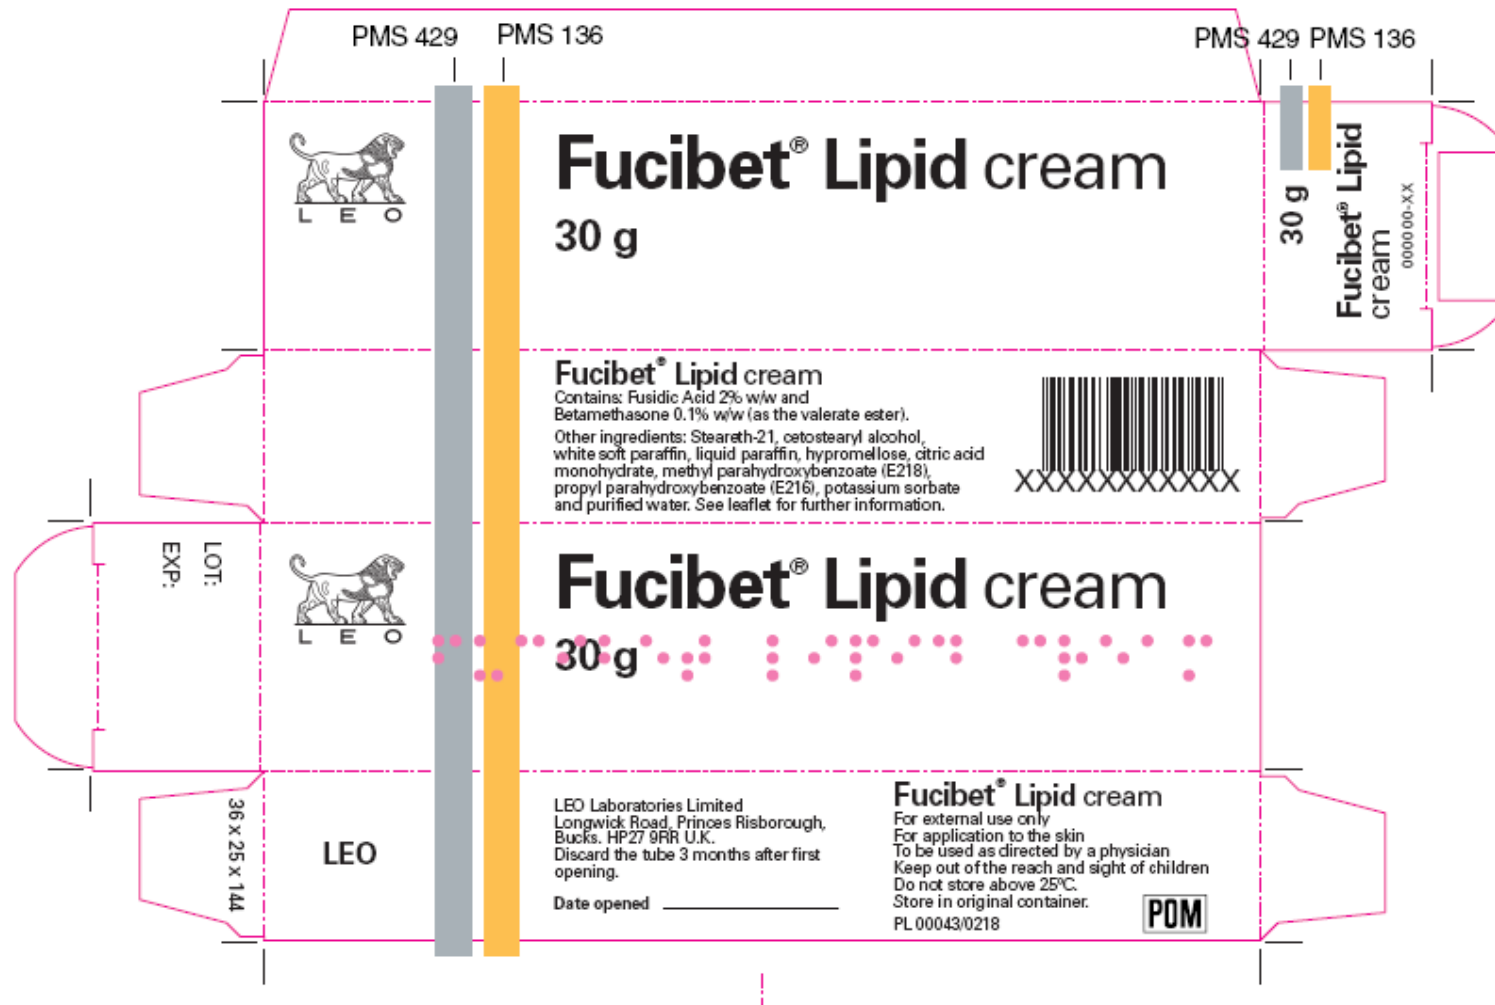 PMS 429 PMS 136
PMS 429 PMS 136
LEO
Fucibet® Lipid cream
30 g
30 g
Fucibet® Lipid
cream
000000-XX
Fucibet® Lipid cream
Contains: Fusidic Acid 2% w/w and
Betamethasone 0.1% w/w (as the valerate ester).
Other ingredients: Steareth-21, cetostearyl alcohol,
white soft paraffin, liquid paraffin, hypromellose, citric acid
monohydrate, methyl parahydroxybenzoate (E218),
propyl parahydroxybenzoate (E216), potassium sorbate
and purified water. See leaflet for further information.
XXXXXXXXXXX
LOT:
EXP:
LEO
Fucibet® Lipid cream
30 g
36 x 25 x 144
LEO
LEO Laboratories Limited
Longwick Road, Princes Risborough,
Bucks. HP27 9RR U.K.
Discard the tube 3 months after first
opening.
Date opened
Fucibet® Lipid cream
For external use only
For application to the skin
To be used as directed by a physician
Keep out of the reach and sight of children
Do not store above 25ºC.
Store in original container.
PL 00043/0218
POM